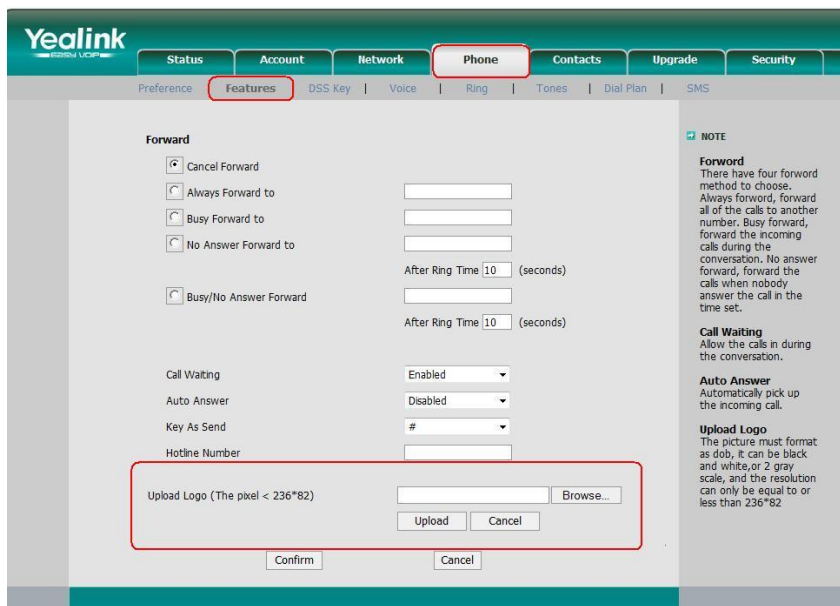 Yealink
EASY VOIP
Status Account Network Phone Contacts Upgrade Security
Preference Features DSS Key | Voice | Ring | Tones | Dial Plan | SMS
Forward
Cancel Forward
Always Forward to
Busy Forward to
No Answer Forward to
After Ring Time 10 (seconds)
Busy/No Answer Forward
After Ring Time 10 (seconds)
Call Waiting Enabled
Auto Answer Disabled
Key As Send #
Hotline Number
Upload Logo (The pixel < 236*82) Browse...
Upload Cancel
Confirm Cancel
NOTE
Forword
There have four forword
method to choose.
Always forword, forward
all of the calls to another
number. Busy forward,
forward the incoming
calls during the
conversation. No answer
forward, forward the
calls when nobody
answer the call in the
time set.
Call Waiting
Allow the calls in during
the conversation.
Auto Answer
Automatically pick up
the incoming call.
Upload Logo
The picture must format
as dob, it can be black
and white,or 2 gray
scale, and the resolution
can only be equal to or
less than 236*82